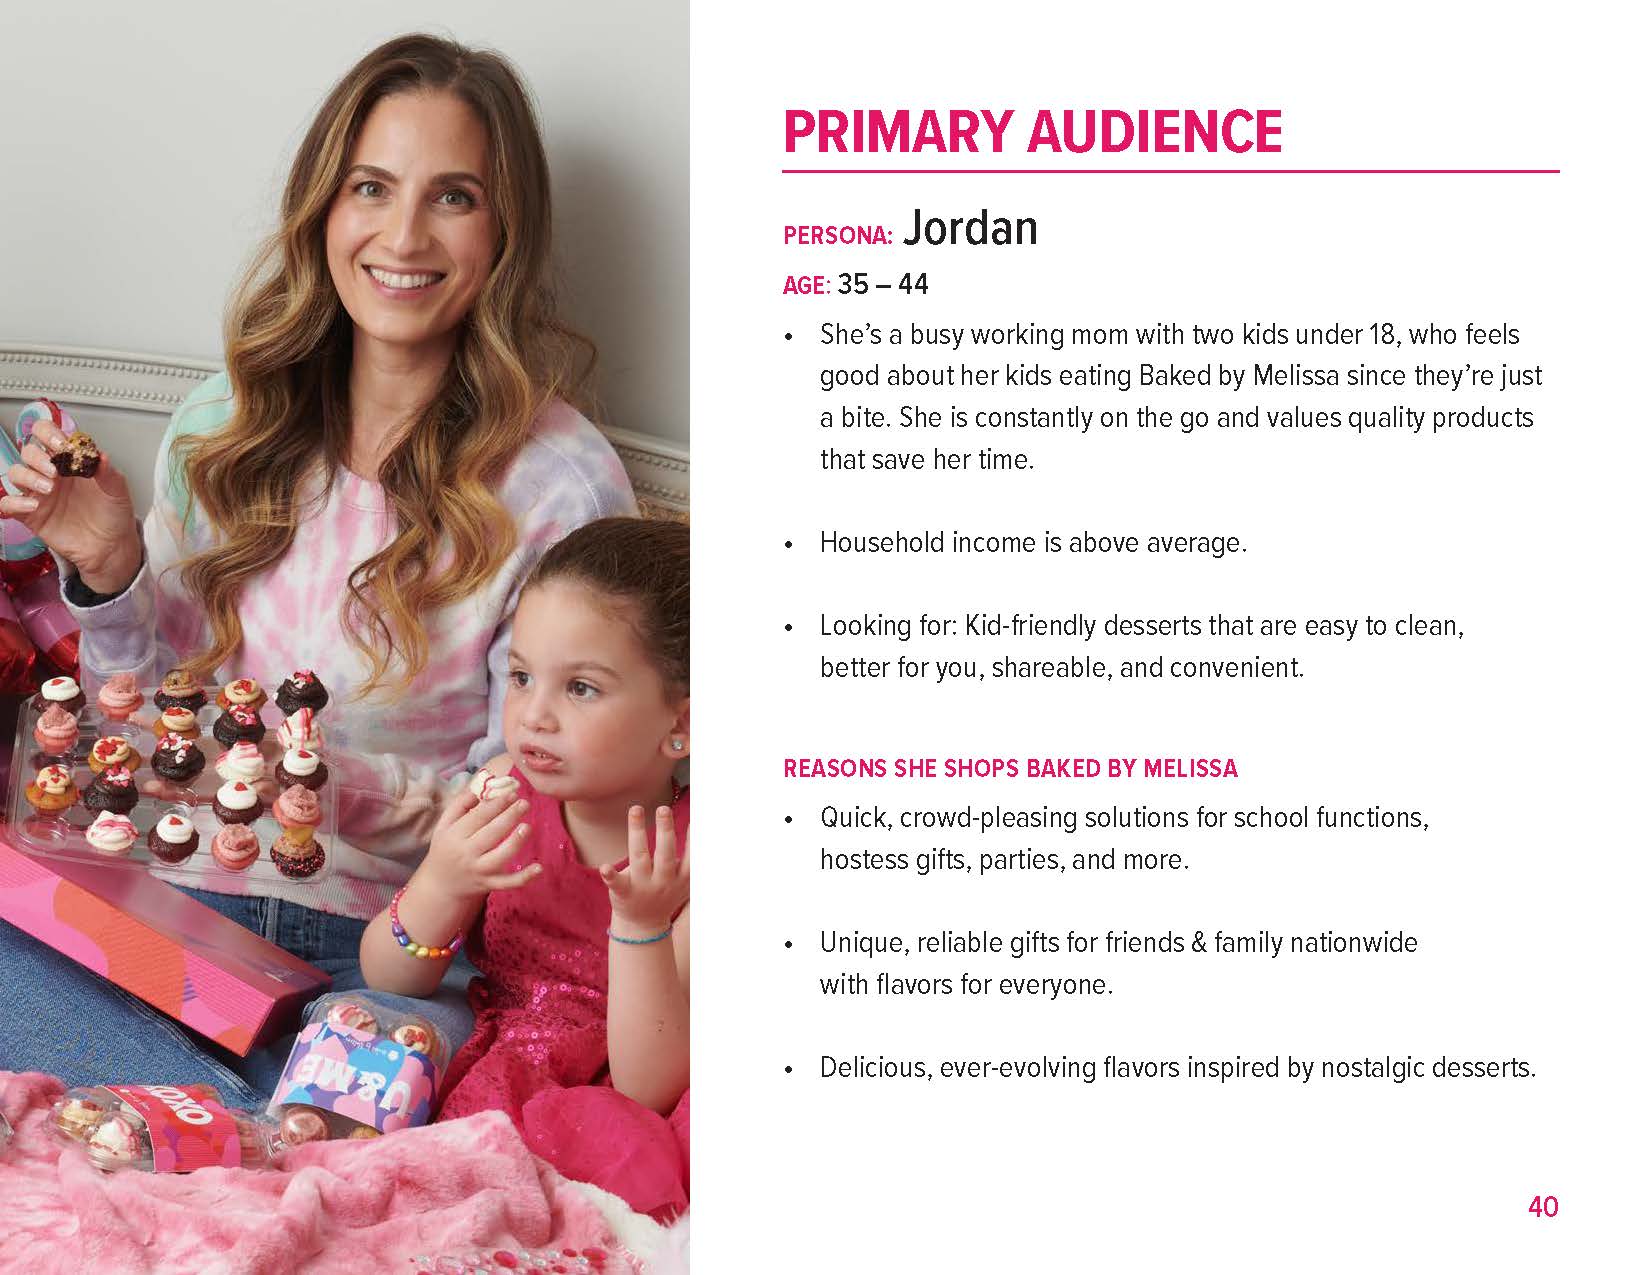 PRIMARY AUDIENCE
PERSONA: Jordan
AGE: 35 – 44
• She’s a busy working mom with two kids under 18, who feels
good about her kids eating Baked by Melissa since they’re just
a bite. She is constantly on the go and values quality products
that save her time.
• Household income is above average.
• Looking for: Kid-friendly desserts that are easy to clean,
better for you, shareable, and convenient.
REASONS SHE SHOPS BAKED BY MELISSA
• Quick, crowd-pleasing solutions for school functions,
hostess gifts, parties, and more.
• Unique, reliable gifts for friends & family nationwide
with flavors for everyone.
• Delicious, ever-evolving flavors inspired by nostalgic desserts.
40
U&ME
XOXO